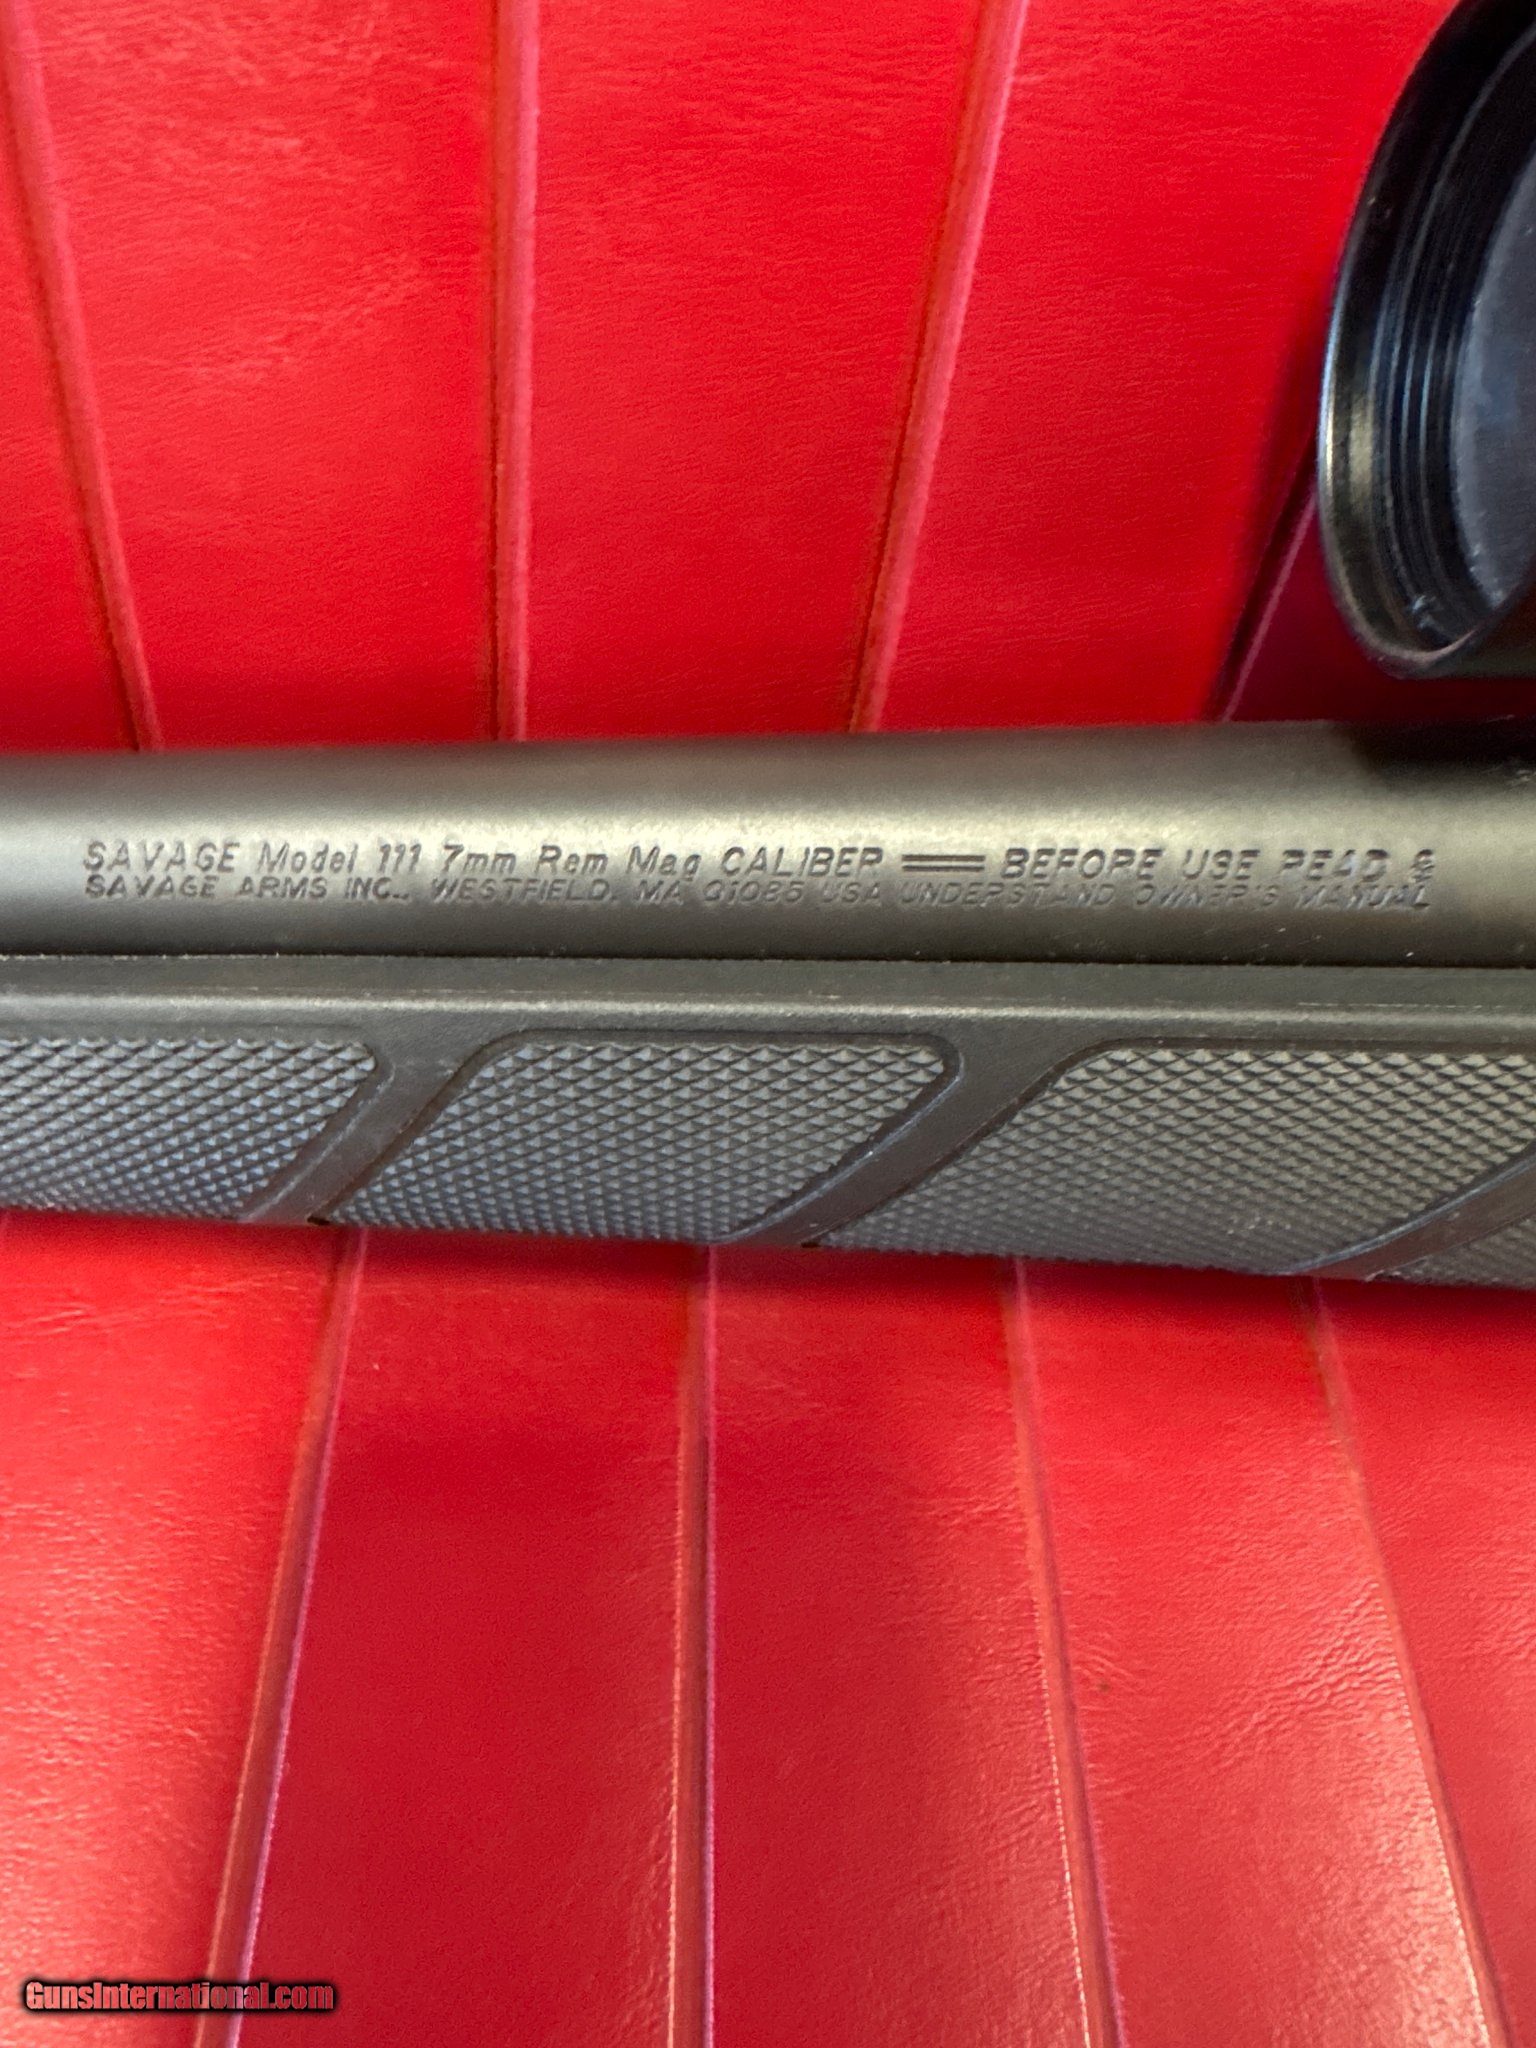 SAVAGE Model 111 7mm Rem Mag CALIBER BEFORE USE READ &
SAVAGE ARMS INC., WESTFIELD, MA 01085 USA UNDERSTAND OWNER'S MANUAL
GunsInternational.com